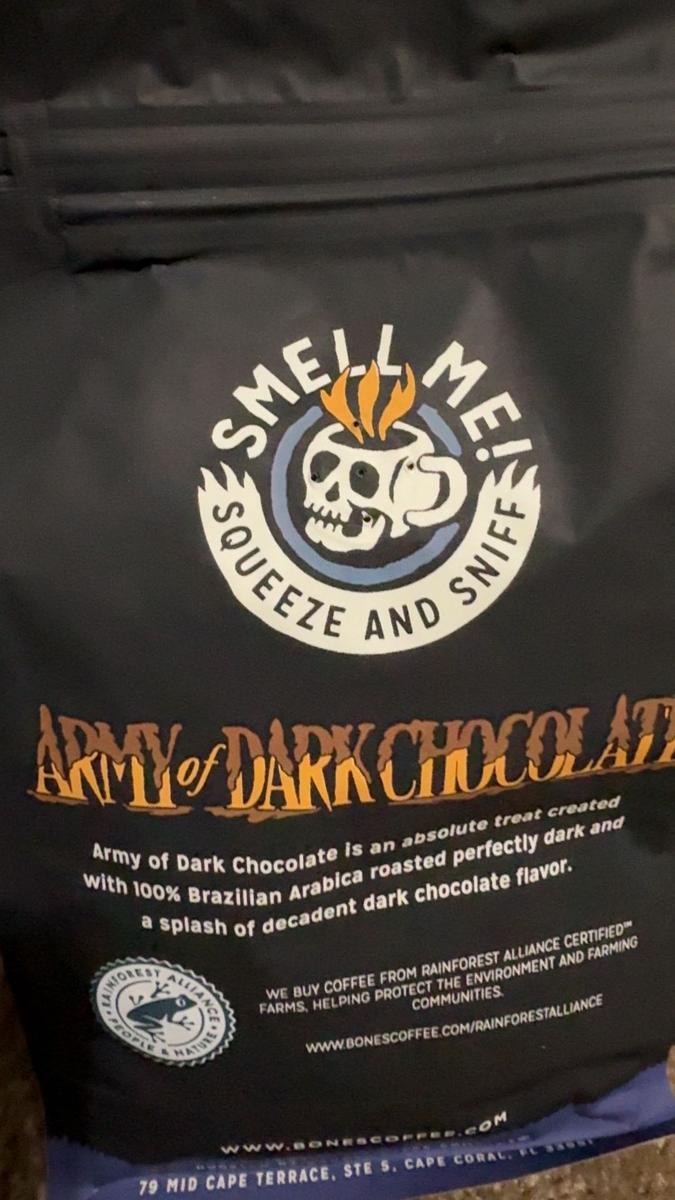 SMELL ME!
SQUEEZE AND SNIFF
ARMY of DARK CHOCOLATE
Army of Dark Chocolate is an absolute treat created
with 100% Brazilian Arabica roasted perfectly dark and
a splash of decadent dark chocolate flavor.
RAINFOREST ALLIANCE
PEOPLE & NATURE
WE BUY COFFEE FROM RAINFOREST ALLIANCE CERTIFIED™
FARMS, HELPING PROTECT THE ENVIRONMENT AND FARMING
COMMUNITIES.
WWW.BONESCOFFEE.COM/RAINFORESTALLIANCE
WWW.BONESCOFFEE.COM
79 MID CAPE TERRACE, STE 5, CAPE CORAL, FL